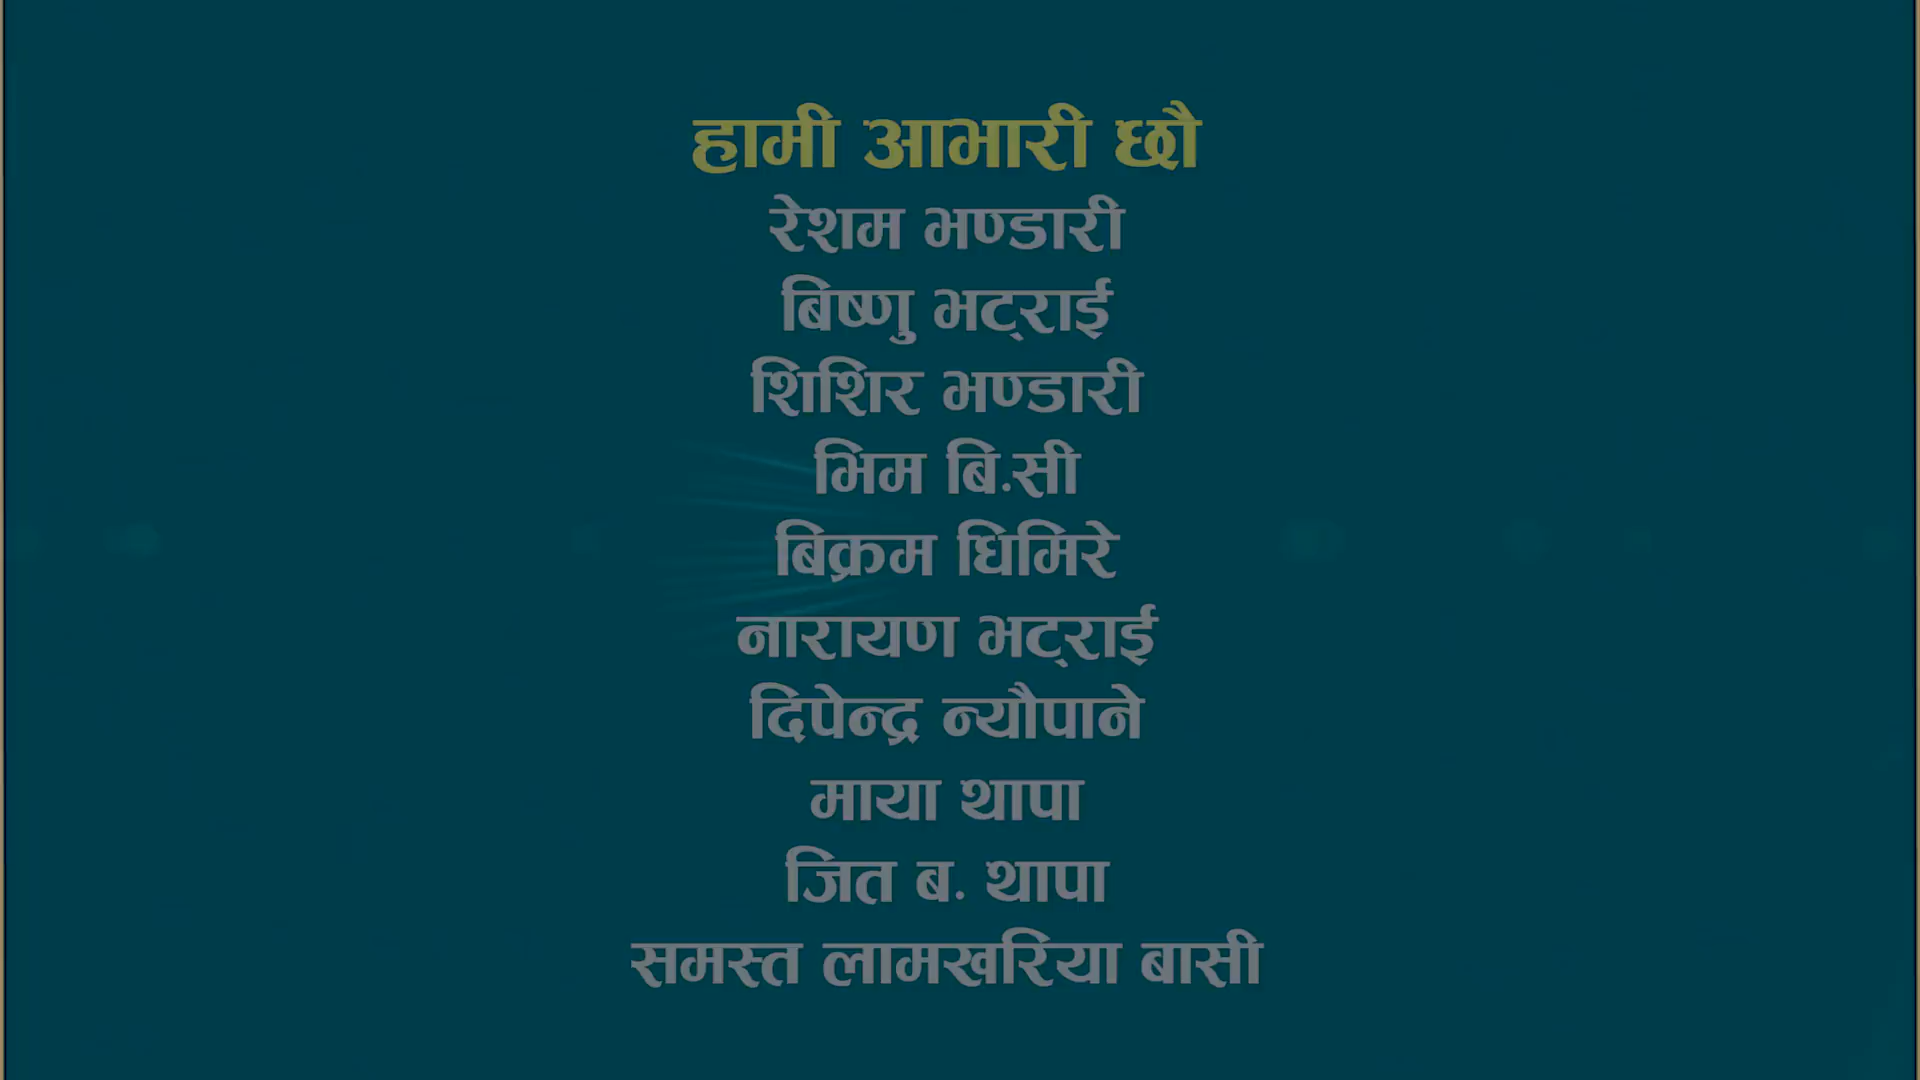 हामी आभारी छौ
रेशम भण्डारी
बिष्णु भट्राई
शिशिर भण्डारी
भिम बि.सी
बिक्रम घिमिरे
नारायण भट्राई
दिपेन्द्र न्यौपाने
माया थापा
जित ब. थापा
समस्त लामखरिया बासी